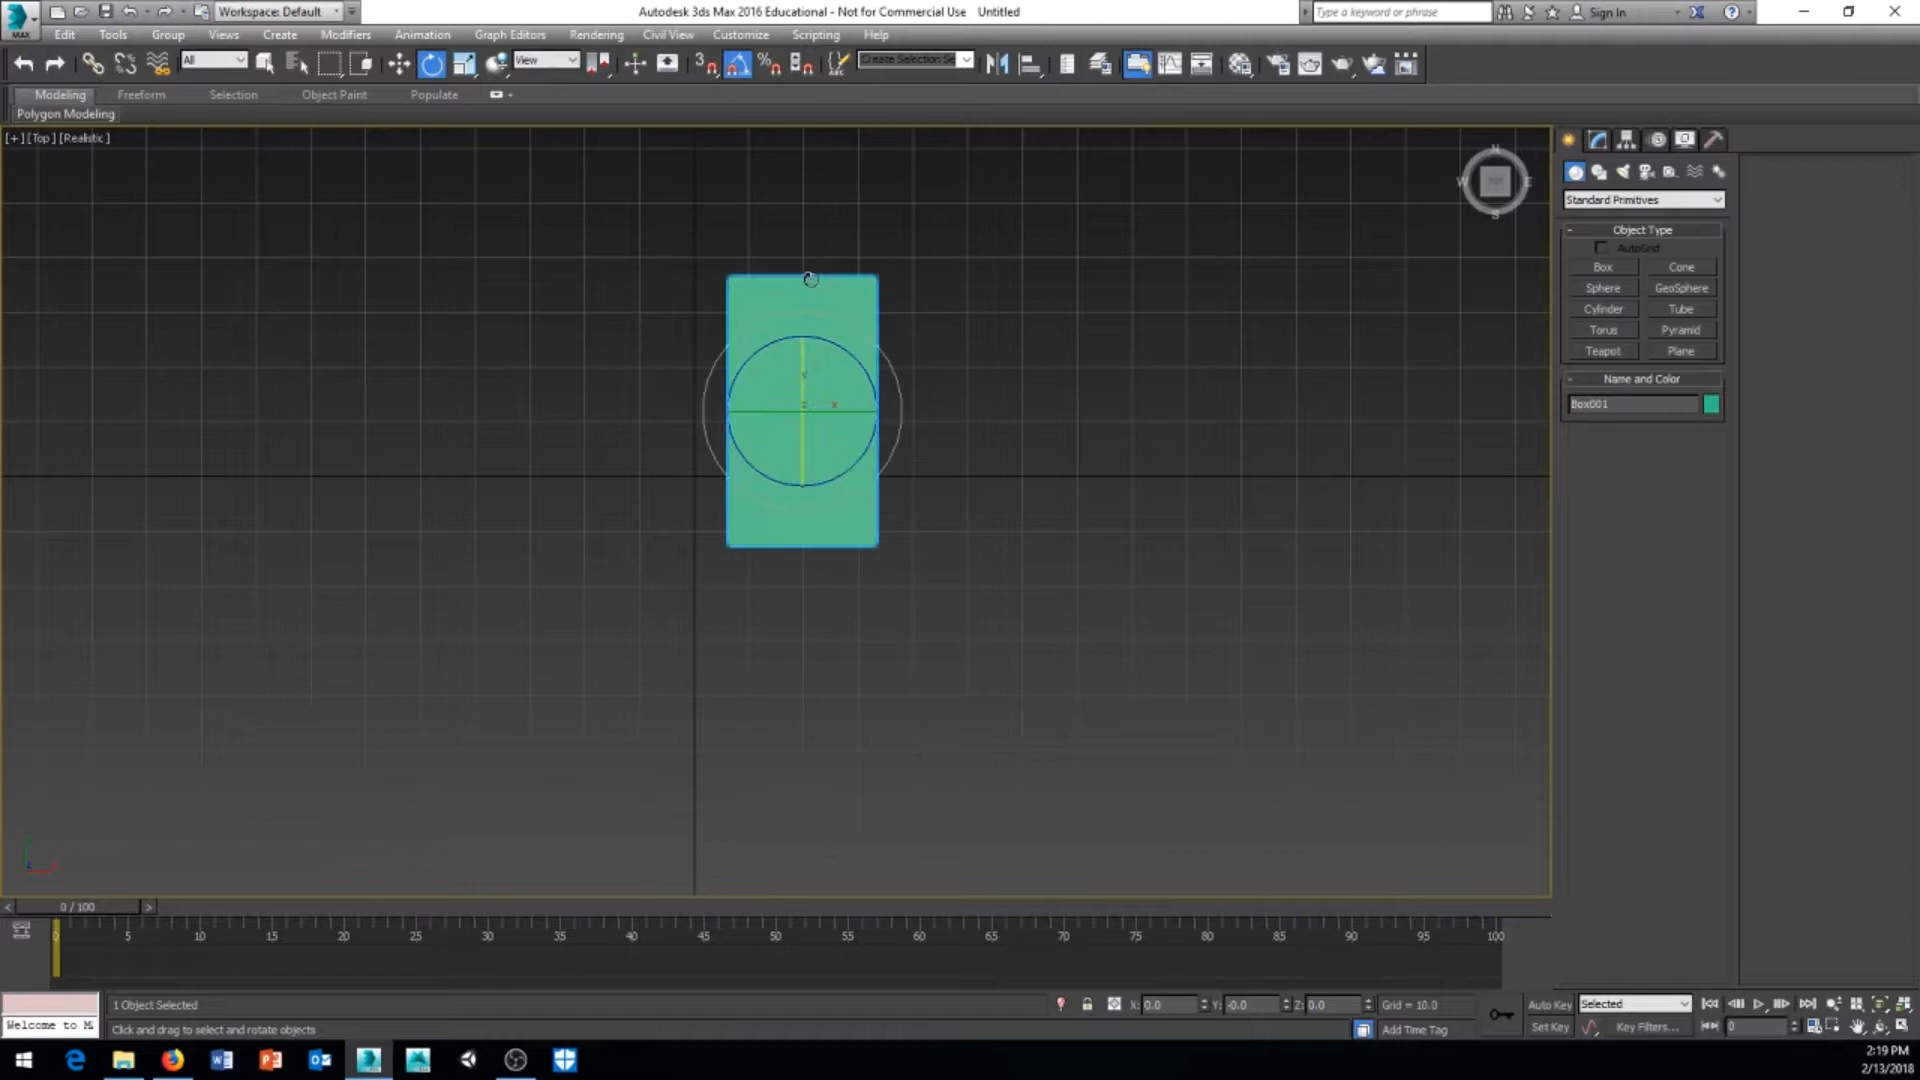 Workspace: Default
Autodesk 3ds Max 2016 Educational - Not for Commercial Use Untitled
Type a keyword or phrase
Sign In
MAX
Edit Tools Group Views Create Modifiers Animation Graph Editors Rendering Civil View Customize Scripting Help
All
View
3
Create Selection Se
Modeling Freeform Selection Object Paint Populate
Polygon Modeling
[+] [Top] [Realistic]
N
W
E
S
Y
x
Standard Primitives
Object Type
AutoGrid
Box Cone
Sphere GeoSphere
Cylinder Tube
Torus Pyramid
Teapot Plane
Name and Color
Box001
< 0 / 100 >
0 5 10 15 20 25 30 35 40 45 50 55 60 65 70 75 80 85 90 95 100
1 Object Selected
X: 0.0 Y: -0.0 Z: 0.0 Grid = 10.0
Auto Key Selected
Welcome to M
Click and drag to select and rotate objects
Add Time Tag
Set Key Key Filters... 0
2:19 PM
2/13/2018